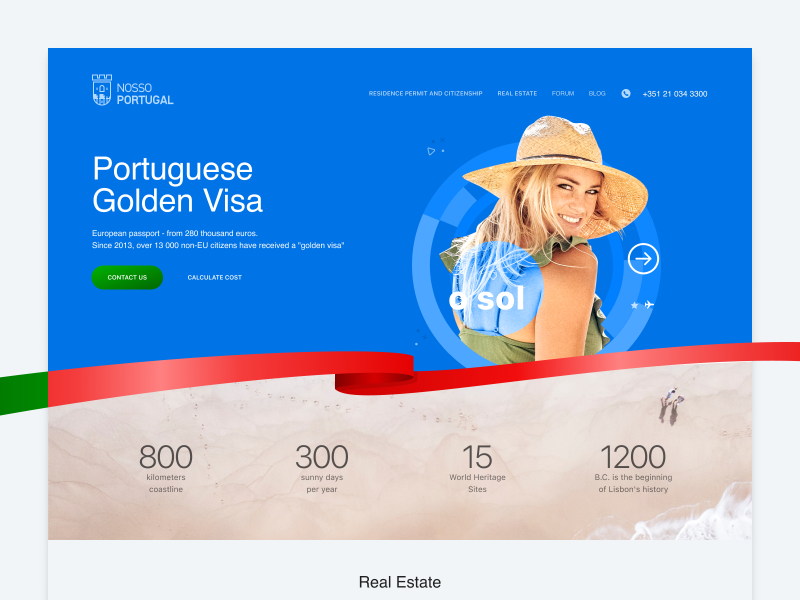 NOSSO
PORTUGAL
RESIDENCE PERMIT AND CITIZENSHIP
REAL ESTATE
FORUM
BLOG
+351 21 034 3300
Portuguese
Golden Visa
European passport - from 280 thousand euros.
Since 2013, over 13 000 non-EU citizens have received a "golden visa"
CONTACT US
CALCULATE COST
o sol
800
kilometers
coastline
300
sunny days
per year
15
World Heritage
Sites
1200
B.C. is the beginning
of Lisbon's history
Real Estate